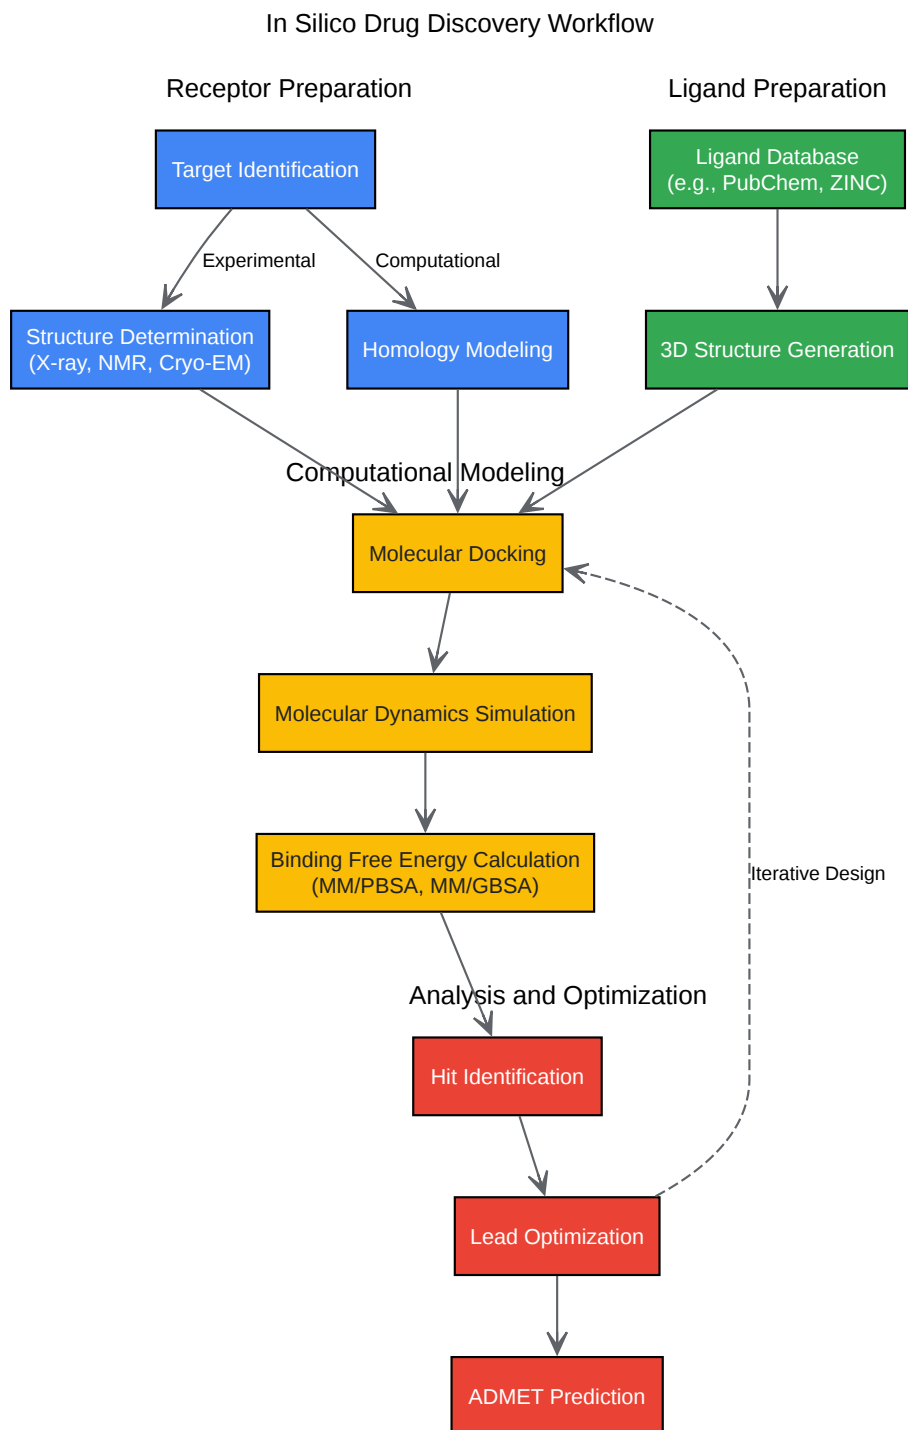 In Silico Drug Discovery Workflow
Receptor Preparation
Ligand Preparation
Target Identification
Ligand Database
(e.g., PubChem, ZINC)
Experimental
Computational
Structure Determination
(X-ray, NMR, Cryo-EM)
Homology Modeling
3D Structure Generation
Computational Modeling
Molecular Docking
Molecular Dynamics Simulation
Binding Free Energy Calculation
(MM/PBSA, MM/GBSA)
Iterative Design
Analysis and Optimization
Hit Identification
Lead Optimization
ADMET Prediction